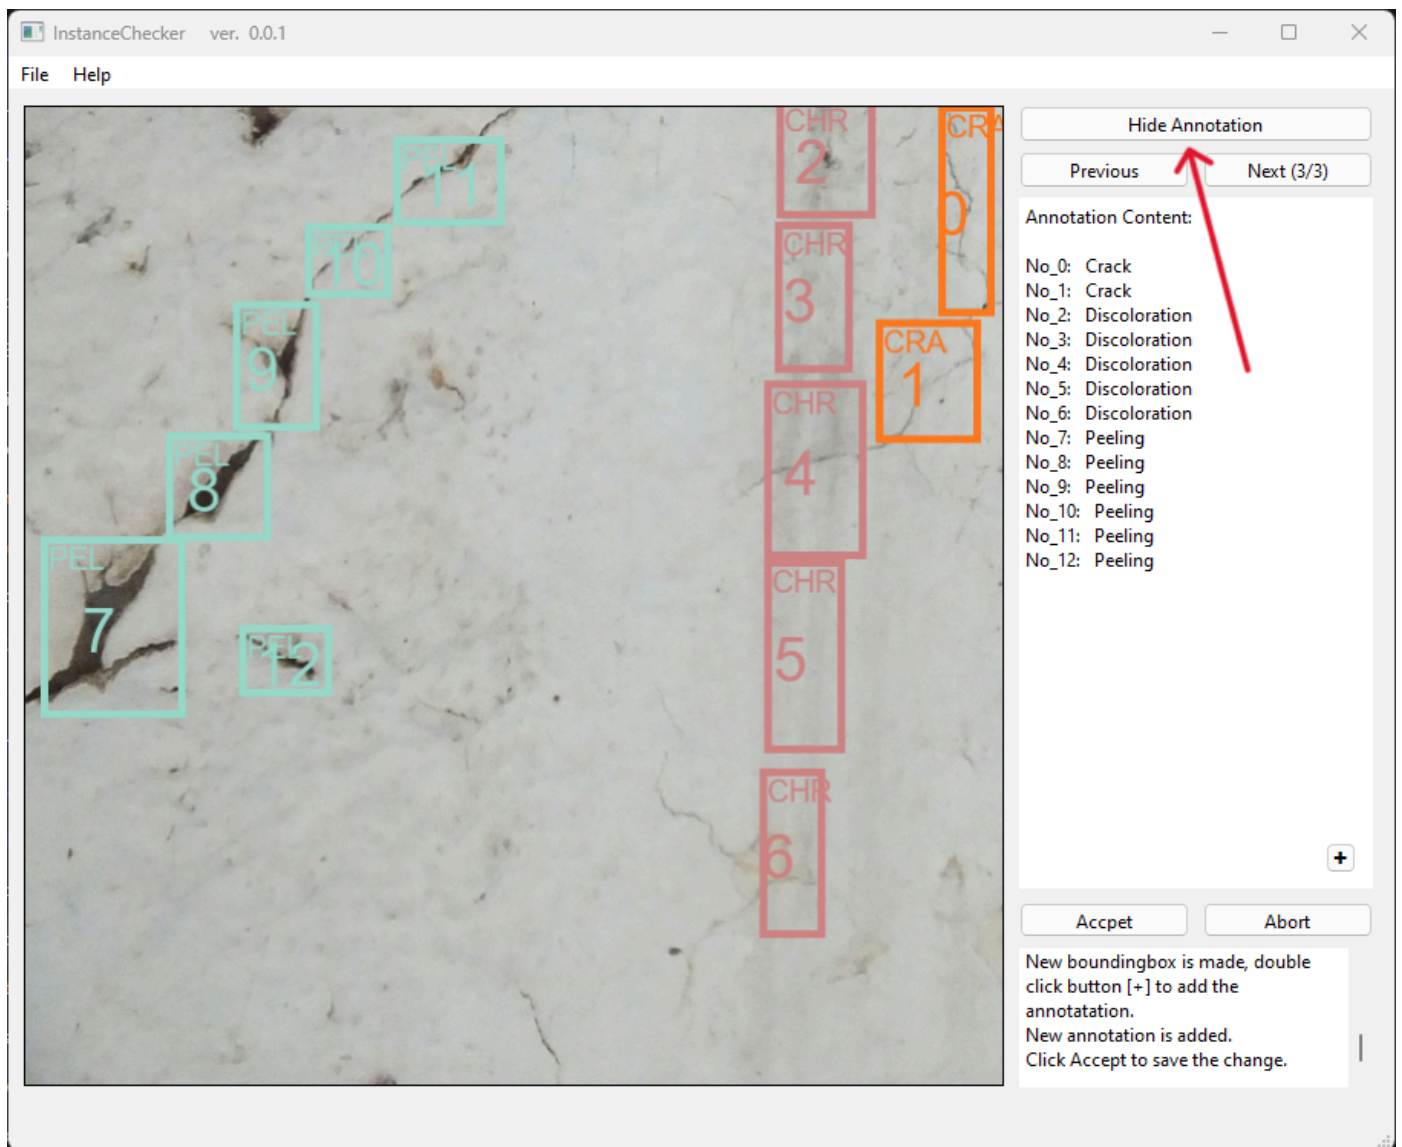 InstanceChecker ver. 0.0.1
File Help
Hide Annotation
Previous Next (3/3)
Annotation Content:
No_0: Crack
No_1: Crack
No_2: Discoloration
No_3: Discoloration
No_4: Discoloration
No_5: Discoloration
No_6: Discoloration
No_7: Peeling
No_8: Peeling
No_9: Peeling
No_10: Peeling
No_11: Peeling
No_12: Peeling
+
Accpet Abort
New boundingbox is made, double
click button [+] to add the
annotatation.
New annotation is added.
Click Accept to save the change.
PEL
11
PEL
10
PEL
9
PEL
8
PEL
7
PEL
12
CHR
2
CHR
3
CHR
4
CHR
5
CHR
6
CRA
0
CRA
1